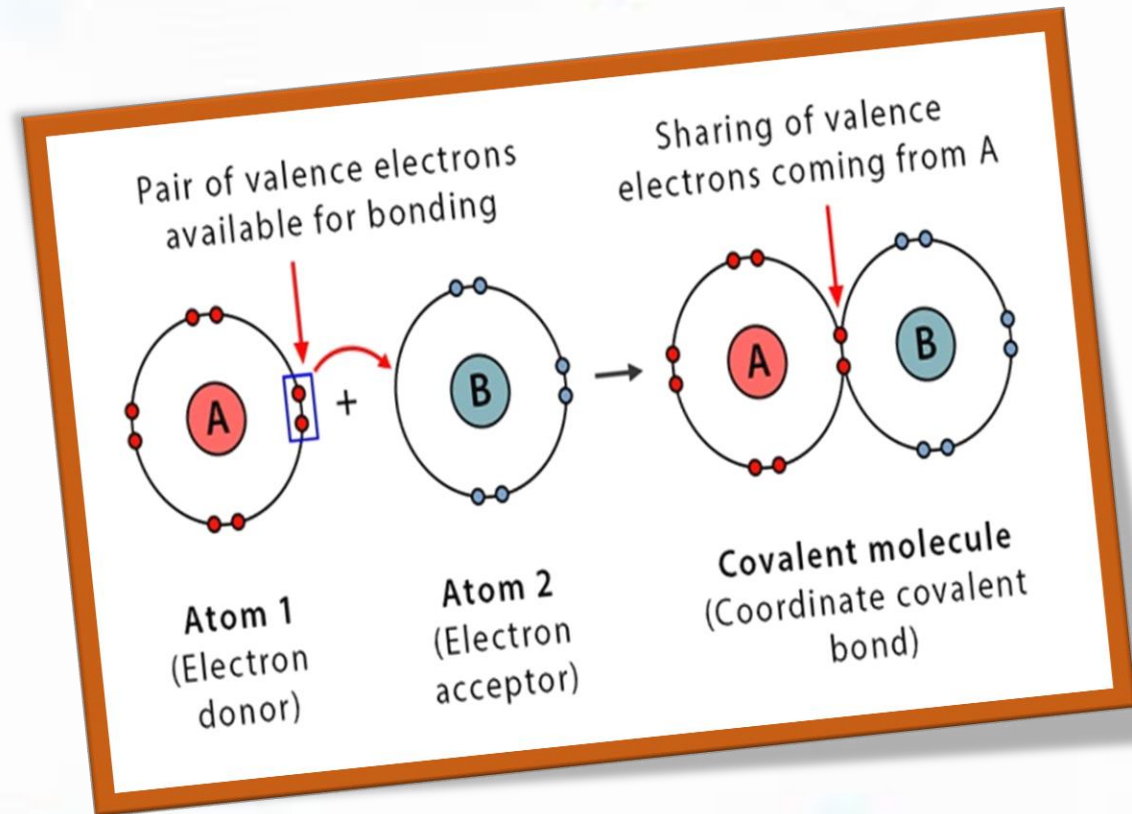 Pair of valence electrons
available for bonding
Sharing of valence
electrons coming from A
A
+
B
A
B
Atom 1
(Electron
donor)
Atom 2
(Electron
acceptor)
Covalent molecule
(Coordinate covalent
bond)